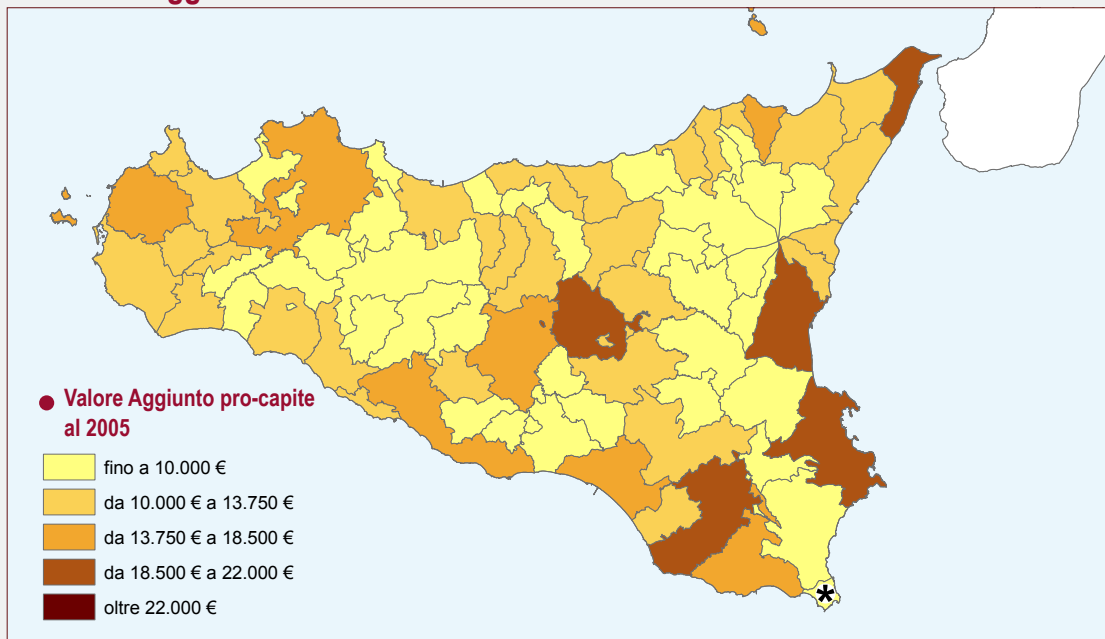 Valore Aggiunto pro-capite
al 2005
fino a 10.000 €
da 10.000 € a 13.750 €
da 13.750 € a 18.500 €
da 18.500 € a 22.000 €
oltre 22.000 €
*